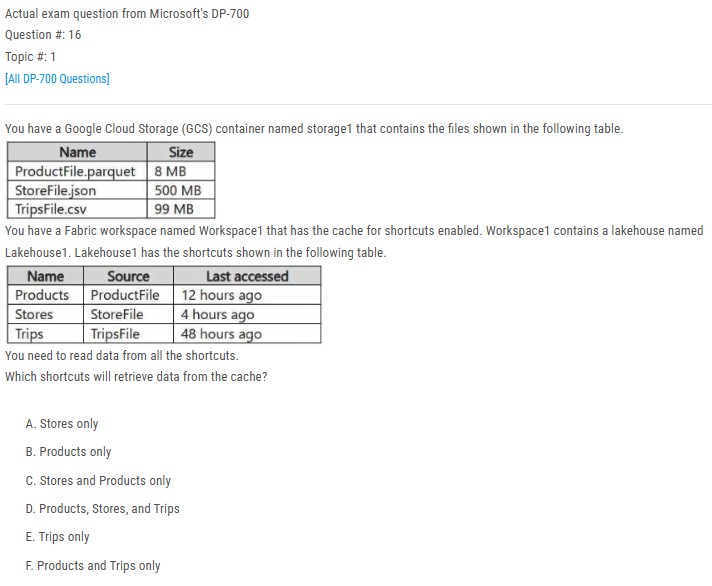 Actual exam question from Microsoft's DP-700
Question #: 16
Topic #: 1
[All DP-700 Questions]
You have a Google Cloud Storage (GCS) container named storage1 that contains the files shown in the following table.
Name Size
ProductFile.parquet 8 MB
StoreFile.json 500 MB
TripsFile.csv 99 MB
You have a Fabric workspace named Workspace1 that has the cache for shortcuts enabled. Workspace1 contains a lakehouse named
Lakehouse1. Lakehouse1 has the shortcuts shown in the following table.
Name Source Last accessed
Products ProductFile 12 hours ago
Stores StoreFile 4 hours ago
Trips TripsFile 48 hours ago
You need to read data from all the shortcuts.
Which shortcuts will retrieve data from the cache?
A. Stores only
B. Products only
C. Stores and Products only
D. Products, Stores, and Trips
E. Trips only
F. Products and Trips only